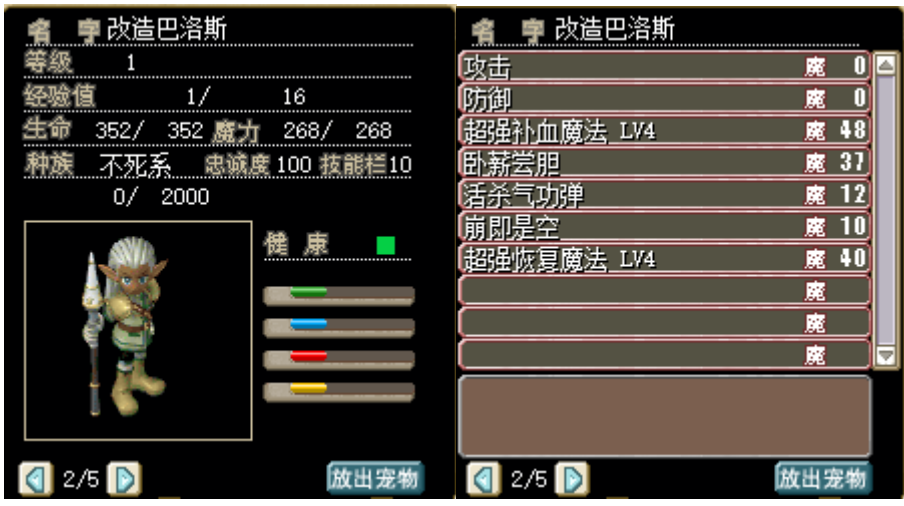 名 字 改造巴洛斯
等级 1
经验值 1/ 16
生命 352/ 352 魔力 268/ 268
种族 不死系 忠诚度 100 技能栏10
0/ 2000
健 康
2/5 放出宠物
名 字 改造巴洛斯
攻击 魔 0
防御 魔 0
超强补血魔法 LV4 魔 48
卧薪尝胆 魔 37
活杀气功弹 魔 12
崩即是空 魔 10
超强恢复魔法 LV4 魔 40
魔
魔
魔
2/5 放出宠物